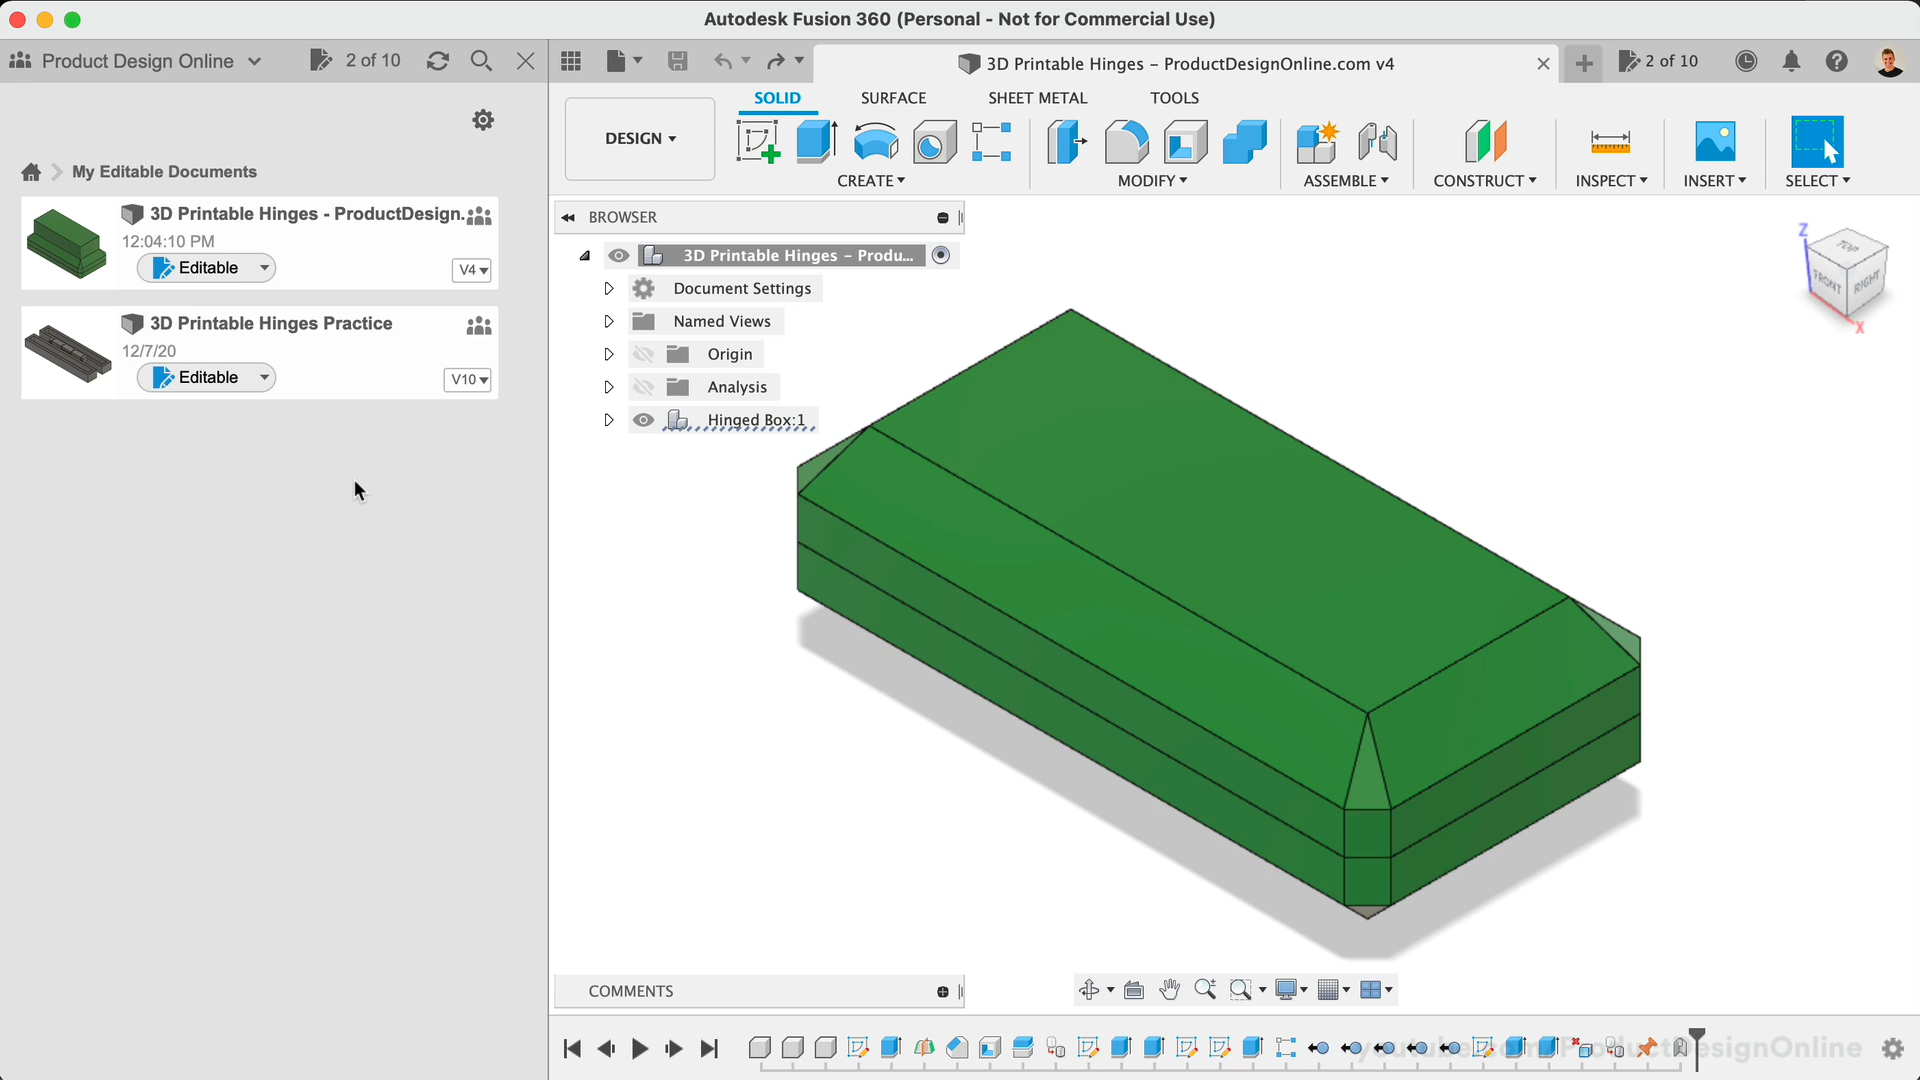 Autodesk Fusion 360 (Personal - Not for Commercial Use)
Product Design Online
2 of 10
3D Printable Hinges – ProductDesignOnline.com v4
2 of 10
SOLID
SURFACE
SHEET METAL
TOOLS
DESIGN
CREATE
MODIFY
ASSEMBLE
CONSTRUCT
INSPECT
INSERT
SELECT
My Editable Documents
3D Printable Hinges - ProductDesign.
12:04:10 PM
Editable
V4
3D Printable Hinges Practice
12/7/20
Editable
V10
BROWSER
3D Printable Hinges – Produ...
Document Settings
Named Views
Origin
Analysis
Hinged Box:1
Z
TOP
FRONT
RIGHT
X
COMMENTS